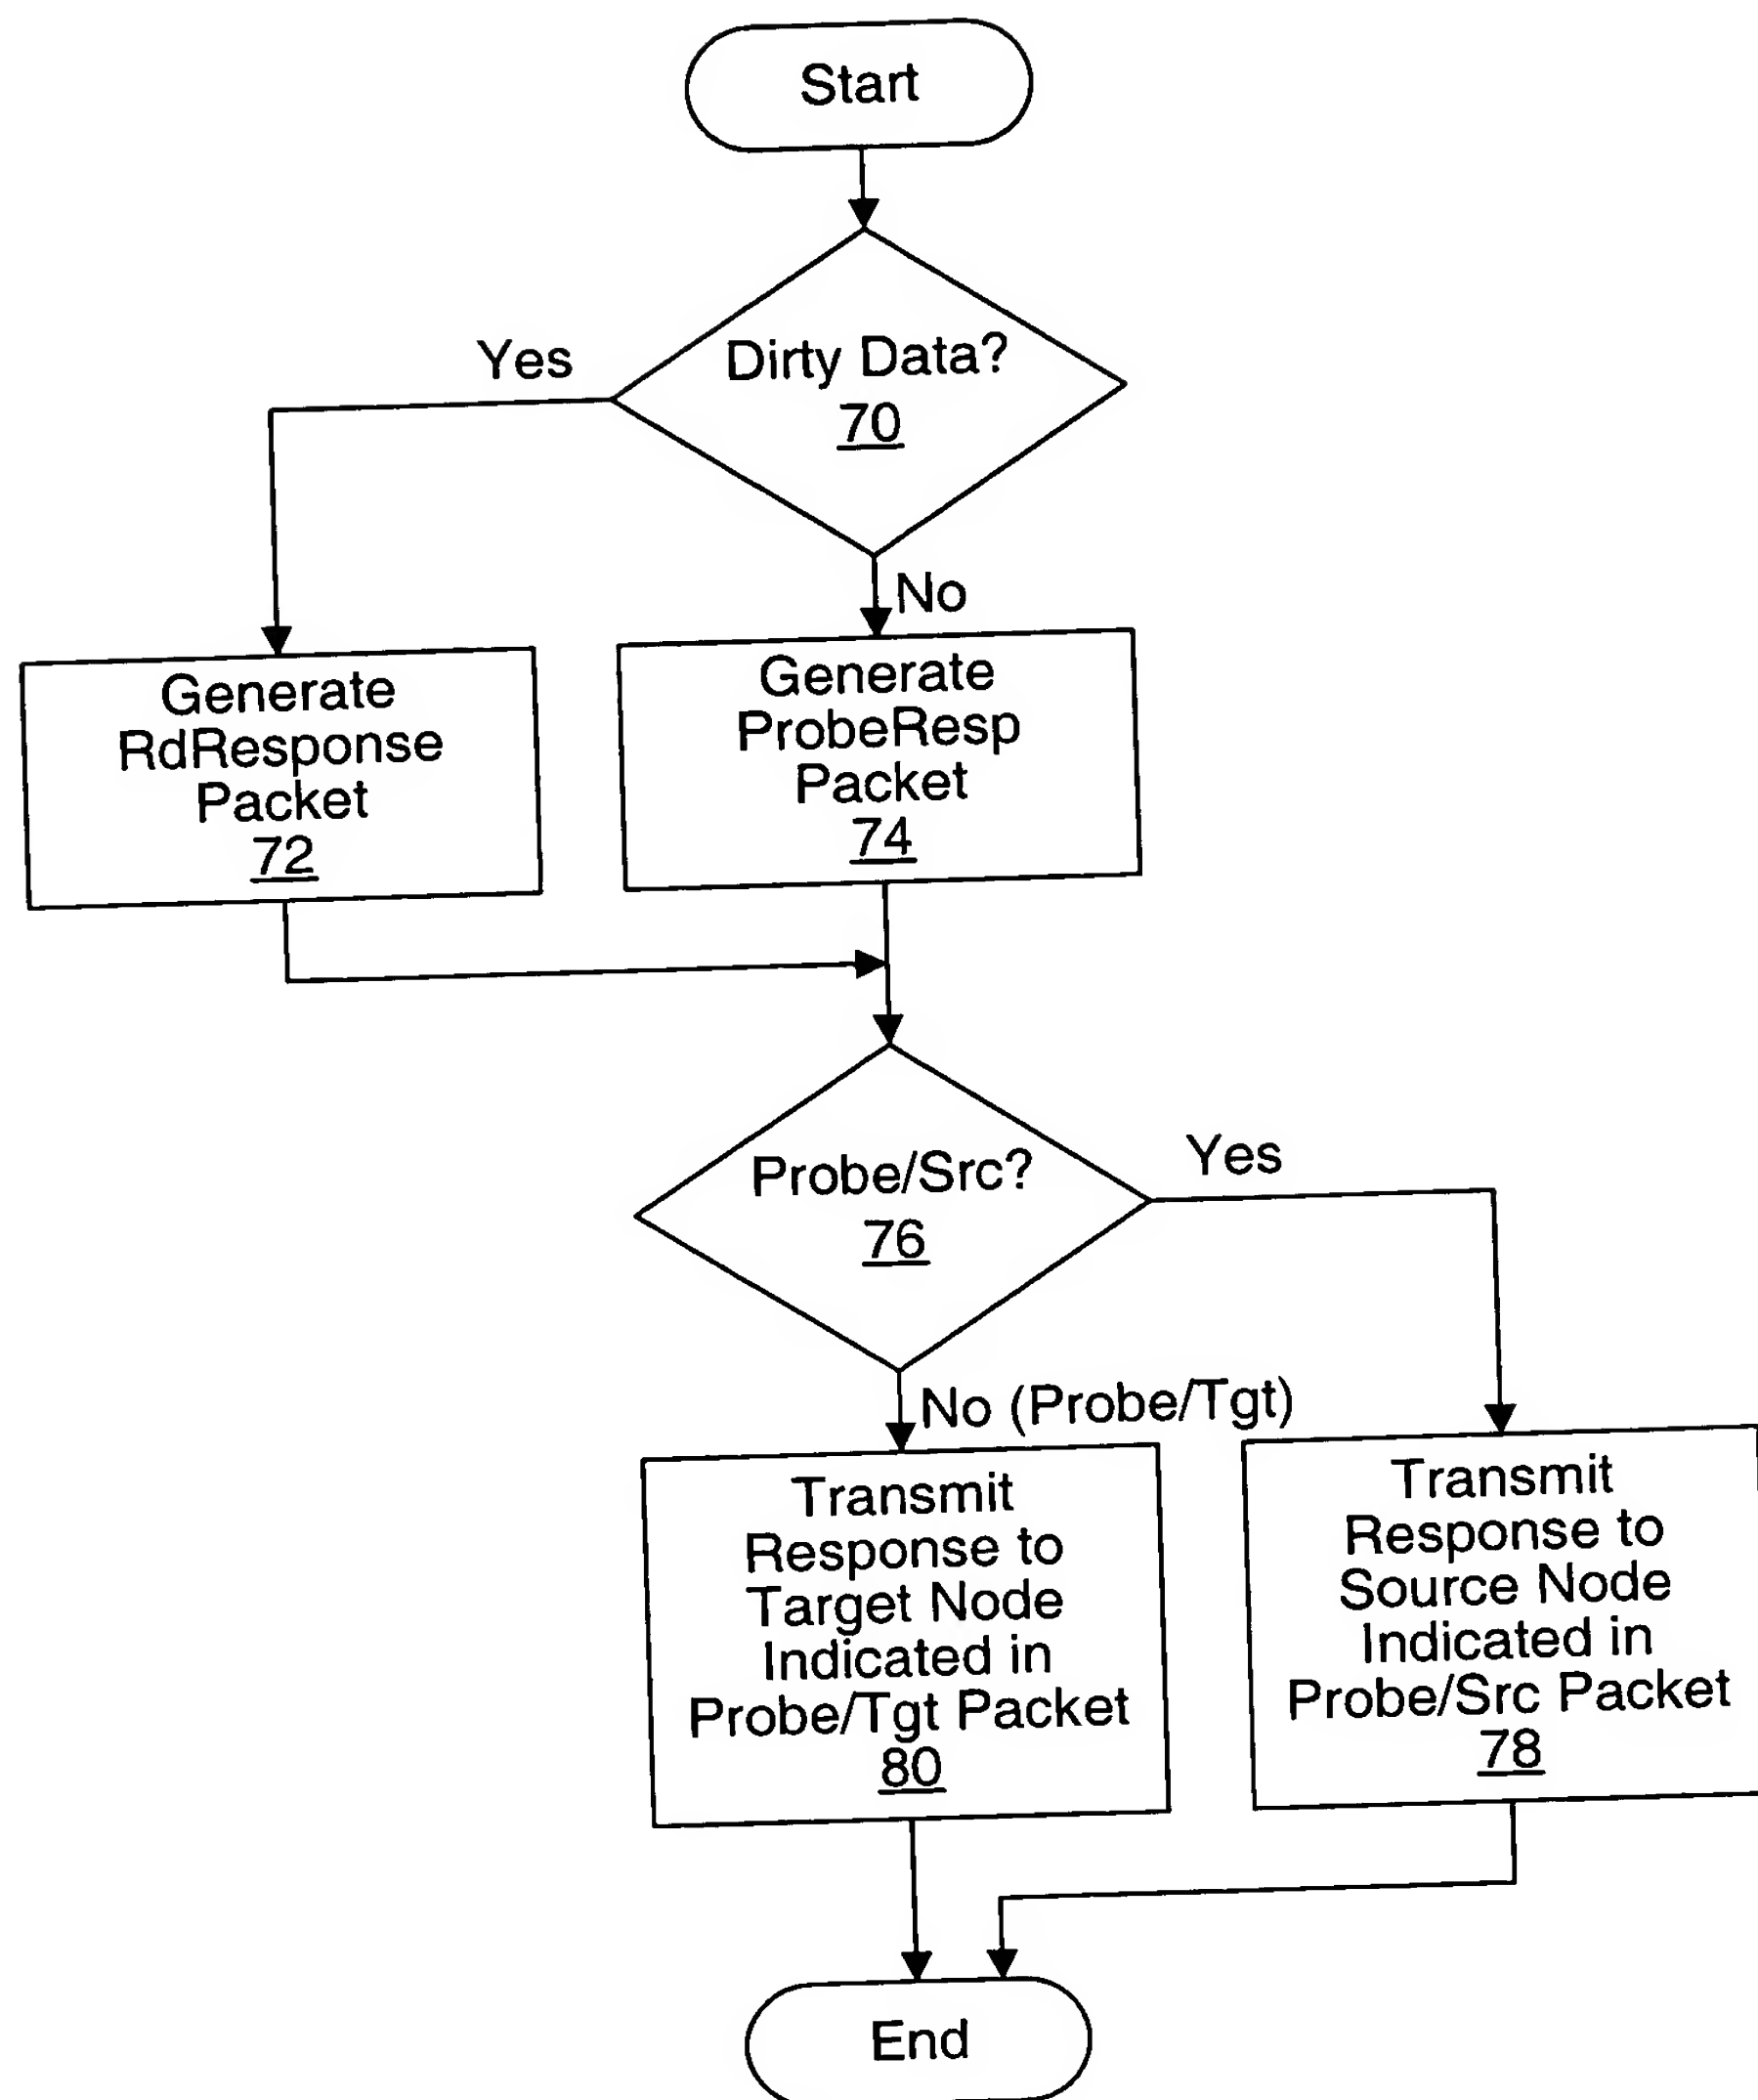 Start
Dirty Data?
70
Yes
No
Generate
RdResponse
Packet
72
Generate
ProbeResp
Packet
74
Probe/Src?
76
Yes
No (Probe/Tgt)
Transmit
Response to
Target Node
Indicated in
Probe/Tgt Packet
80
Transmit
Response to
Source Node
Indicated in
Probe/Src Packet
78
End